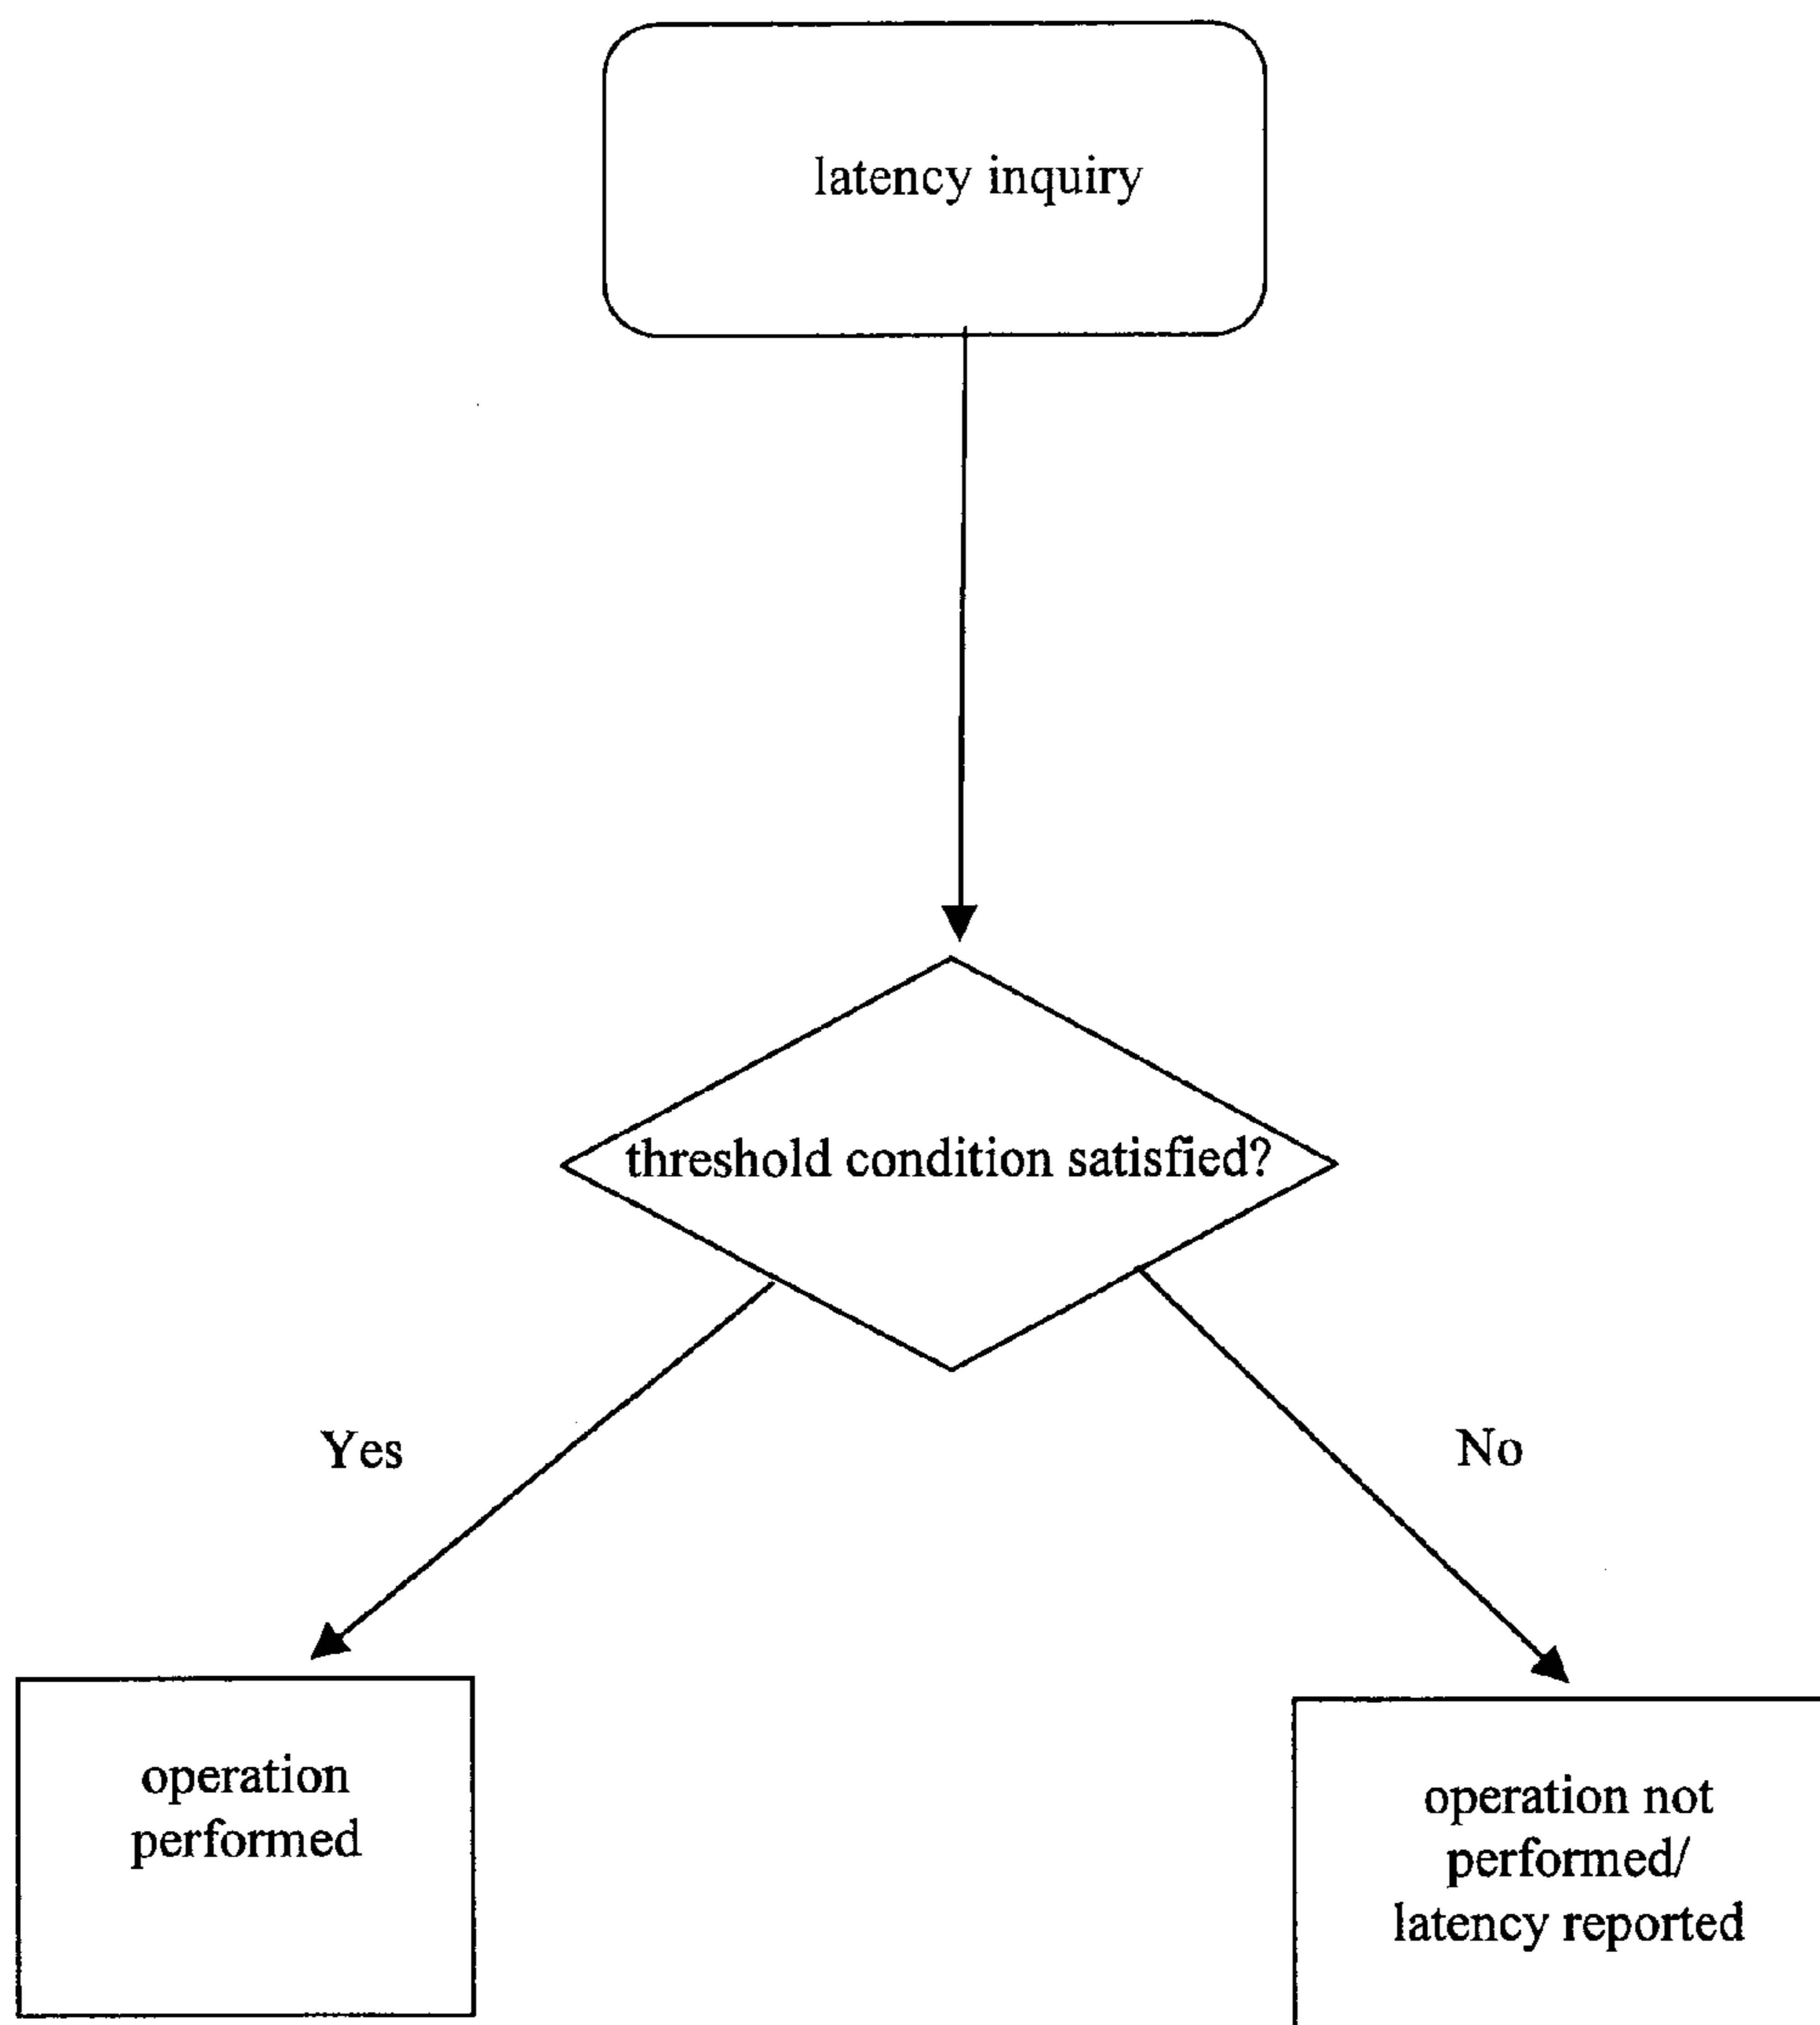 latency inquiry
threshold condition satisfied?
Yes
No
operation
performed
operation not
performed/
latency reported